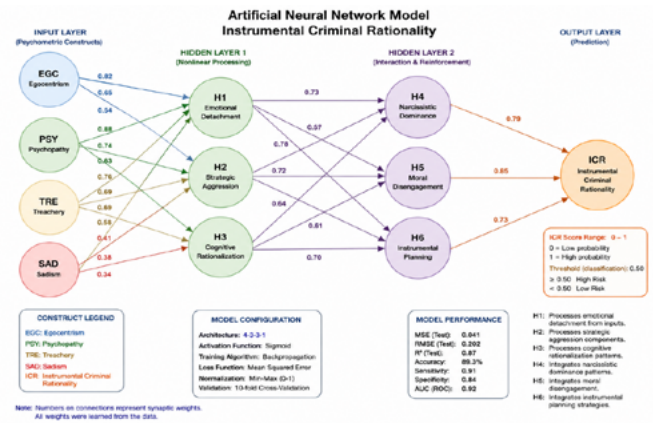 Artificial Neural Network Model
Instrumental Criminal Rationality
INPUT LAYER
(Psychometric Constructs)
HIDDEN LAYER 1
(Nonlinear Processing)
HIDDEN LAYER 2
(Interaction & Reinforcement)
OUTPUT LAYER
(Prediction)
EGC
Egocentrism
PSY
Psychopathy
TRE
Treachery
SAD
Sadism
0.82
0.65
0.54
0.88
0.74
0.63
0.76
0.69
0.58
0.41
0.38
0.34
H1
Emotional
Detachment
H2
Strategic
Aggression
H3
Cognitive
Rationalization
0.73
0.57
0.78
0.72
0.64
0.61
0.70
H4
Narcissistic
Dominance
H5
Moral
Disengagement
H6
Instrumental
Planning
0.79
0.85
0.73
ICR
Instrumental
Criminal
Rationality
ICR Score Range: 0 – 1
0 = Low probability
1 = High probability
Threshold (classification): 0.50
≥ 0.50 High Risk
< 0.50 Low Risk
CONSTRUCT LEGEND
EGC: Egocentrism
PSY: Psychopathy
TRE: Treachery
SAD: Sadism
ICR: Instrumental Criminal
Rationality
MODEL CONFIGURATION
Architecture: 4-3-3-1
Activation Function: Sigmoid
Training Algorithm: Backpropagation
Loss Function: Mean Squared Error
Normalization: Min-Max (0-1)
Validation: 10-fold Cross-Validation
MODEL PERFORMANCE
MSE (Test): 0.041
RMSE (Test): 0.202
R² (Test): 0.87
Accuracy: 89.3%
Sensitivity: 0.91
Specificity: 0.84
AUC (ROC): 0.92
H1: Processes emotional
detachment from inputs.
H2: Processes strategic
aggression components.
H3: Processes cognitive
rationalization patterns.
H4: Integrates narcissistic
dominance patterns.
H5: Integrates moral
disengagement.
H6: Integrates instrumental
planning strategies.
Note: Numbers on connections represent synaptic weights.
All weights were learned from the data.